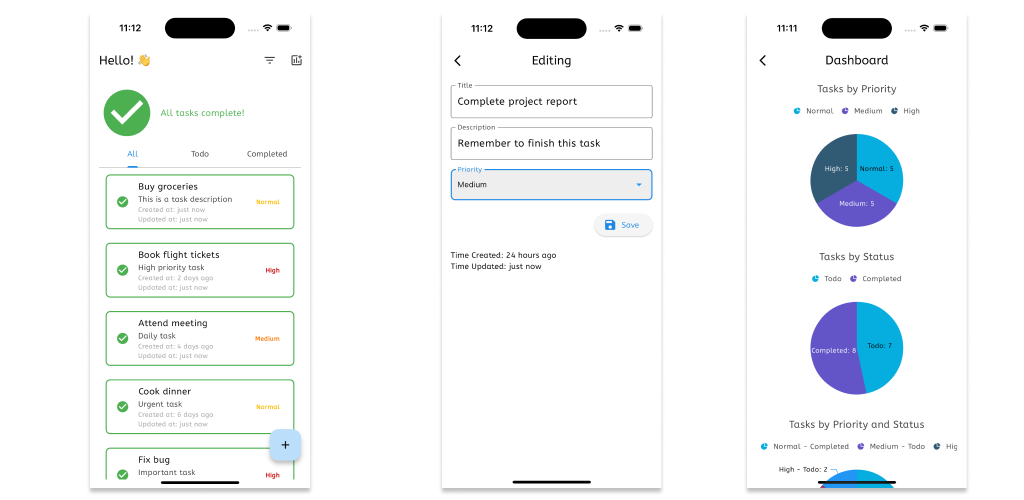 11:12
Hello! 👋
All tasks complete!
All Todo Completed
Buy groceries
This is a task description
Normal
Created at: just now
Updated at: just now
Book flight tickets
High priority task
High
Created at: 2 days ago
Updated at: just now
Attend meeting
Daily task
Medium
Created at: 4 days ago
Updated at: just now
Cook dinner
Urgent task
Normal
Created at: 6 days ago
Updated at: just now
+
Fix bug
Important task
High
11:12
Editing
Title
Complete project report
Description
Remember to finish this task
Priority
Medium
Save
Time Created: 24 hours ago
Time Updated: just now
11:11
Dashboard
Tasks by Priority
Normal Medium High
High: 5
Normal: 5
Medium: 5
Tasks by Status
Todo Completed
Completed: 8
Todo: 7
Tasks by Priority and Status
Normal - Completed Medium - Todo Hig
High - Todo: 2